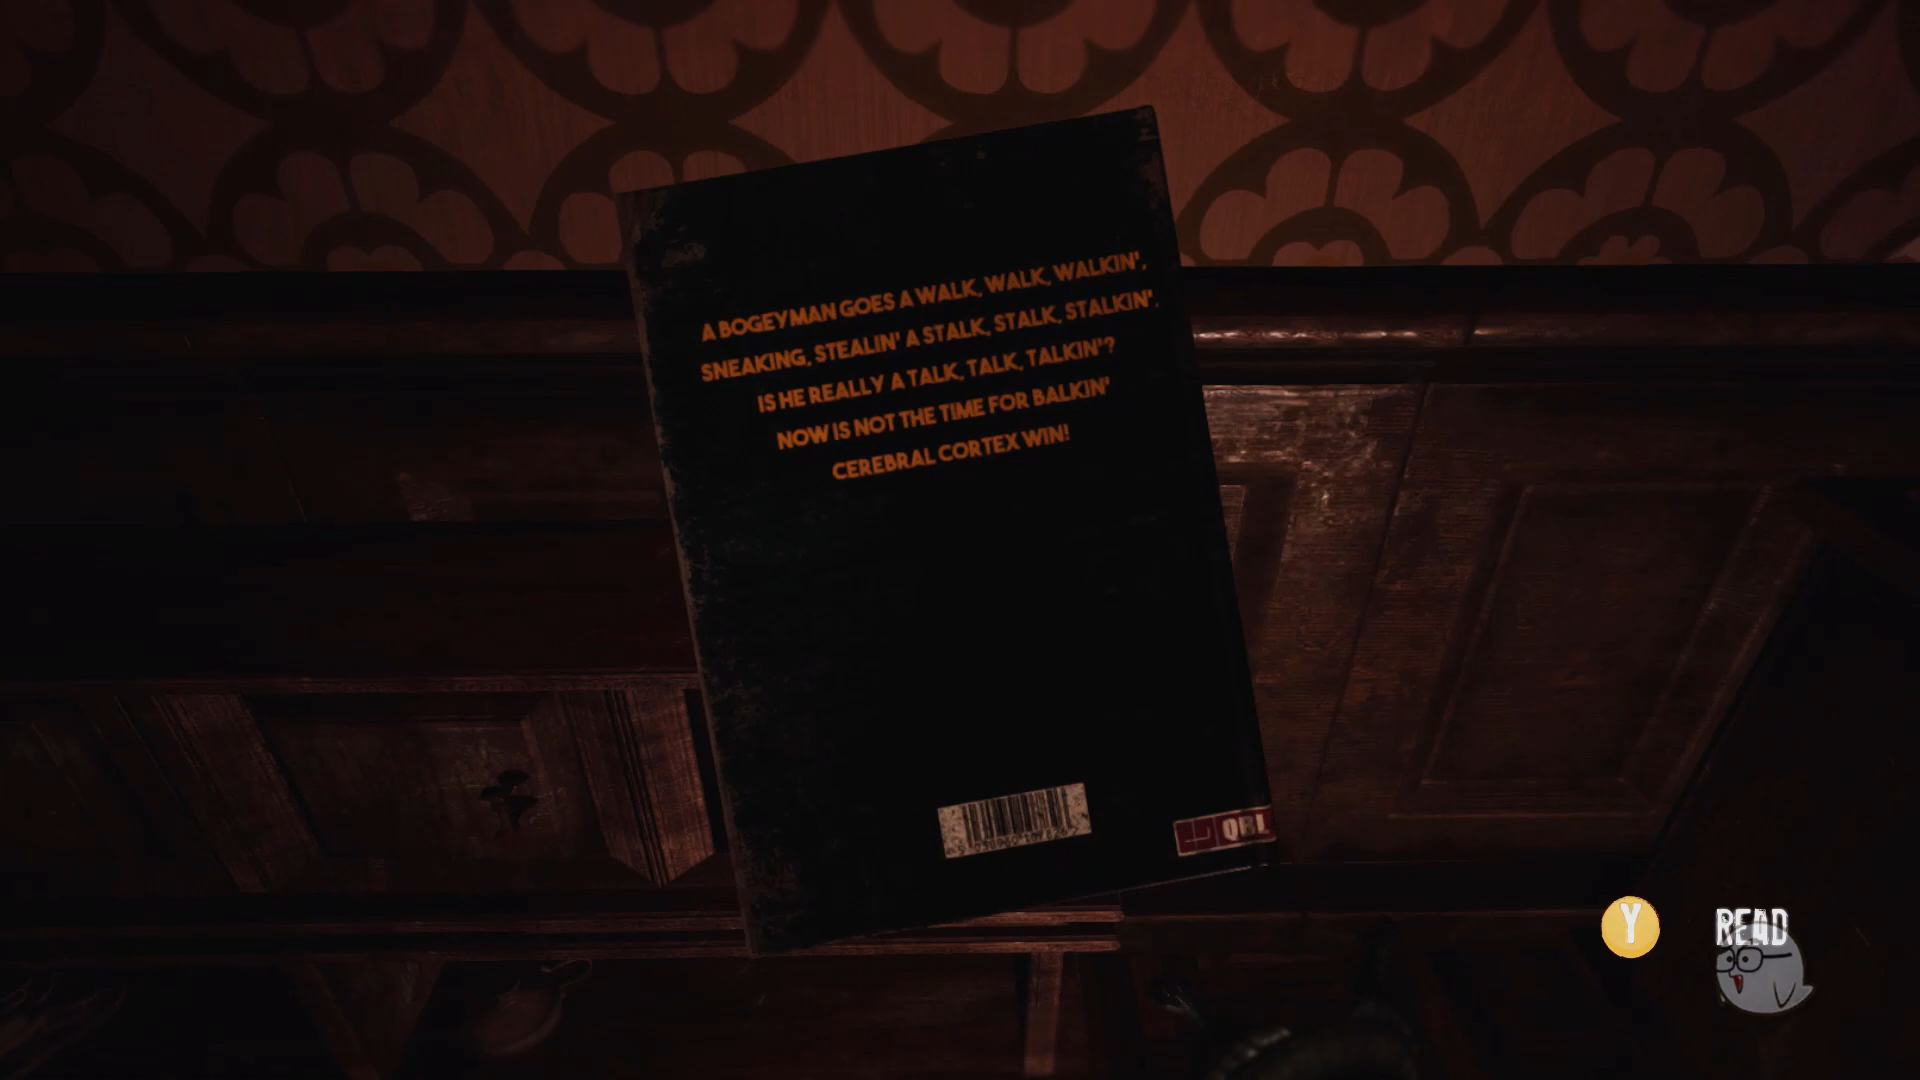 A BOGEYMAN GOES A WALK, WALK, WALKIN',
SNEAKING, STEALIN' A STALK, STALK, STALKIN'.
IS HE REALLY A TALK, TALK, TALKIN'?
NOW IS NOT THE TIME FOR BALKIN'
CEREBRAL CORTEX WIN!
QBL
Y READ